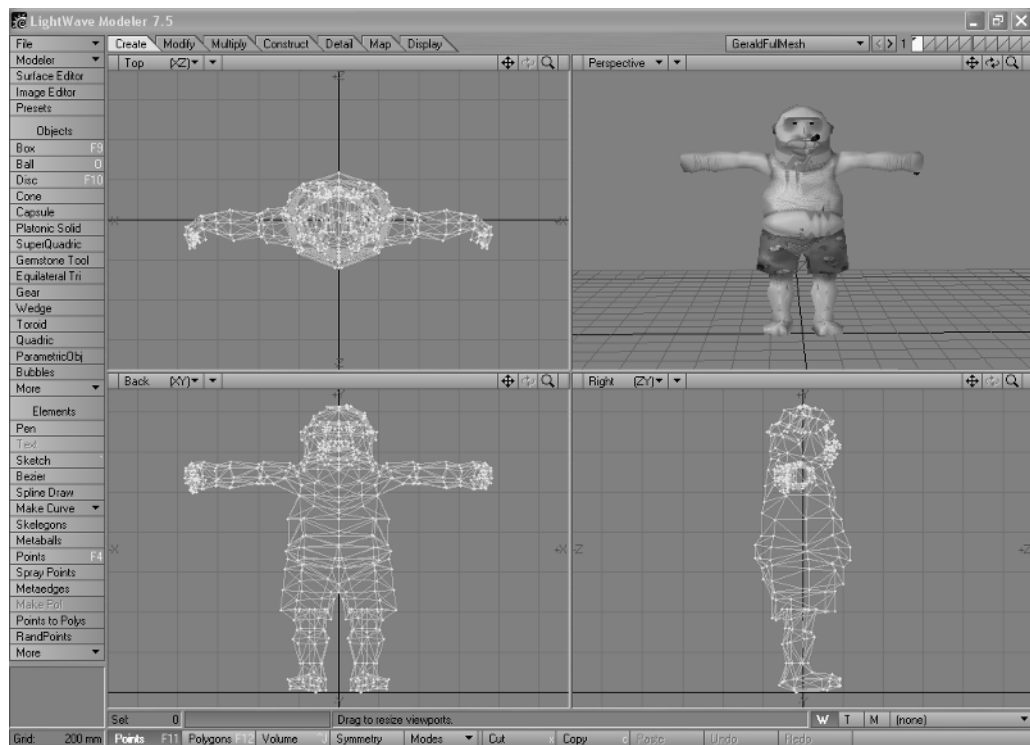 LightWave Modeler 7.5
File
Modeler
Surface Editor
Image Editor
Presets
Objects
Box F9
Ball O
Disc F10
Cone
Capsule
Platonic Solid
SuperQuadric
Gemstone Tool
Equilateral Tri
Gear
Wedge
Toroid
Quadric
ParametricObj
Bubbles
More
Elements
Pen
Text
Sketch
Bezier
Spline Draw
Make Curve
Skelegons
Metaballs
Points F4
Spray Points
Metaedges
Make Pol
Points to Polys
RandPoints
More
Create Modify Multiply Construct Detail Map Display
GeraldFullMesh 1
Top (XZ)
Perspective
Back (XY)
Right (ZY)
Set: 0 Drag to resize viewports. W T M (none)
Grid: 200 mm Points F11 Polygons F12 Volume ^J Symmetry Modes Cut x Copy c Paste Undo Redo